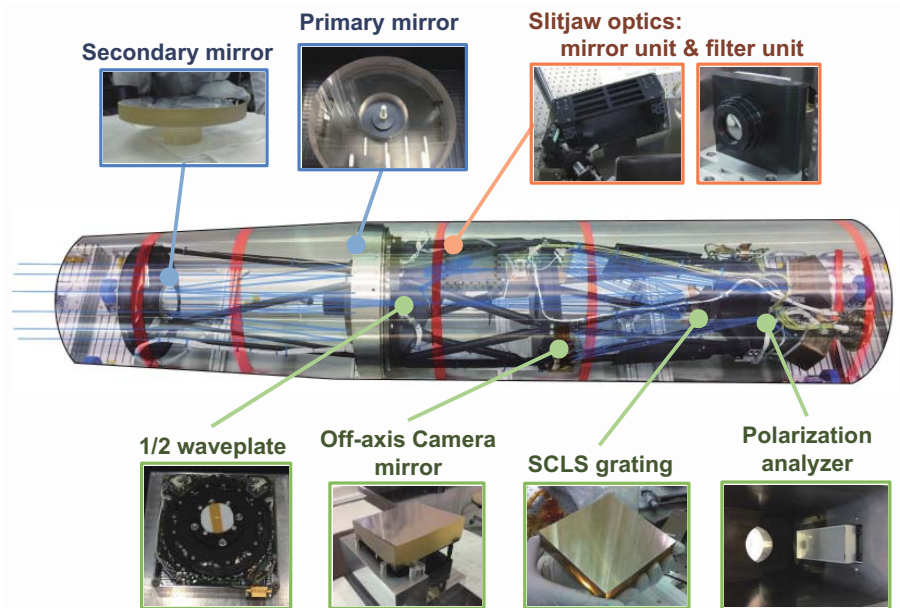 Secondary mirror
Primary mirror
Slitjaw optics:
mirror unit & filter unit
1/2 waveplate
Off-axis Camera
mirror
SCLS grating
Polarization
analyzer